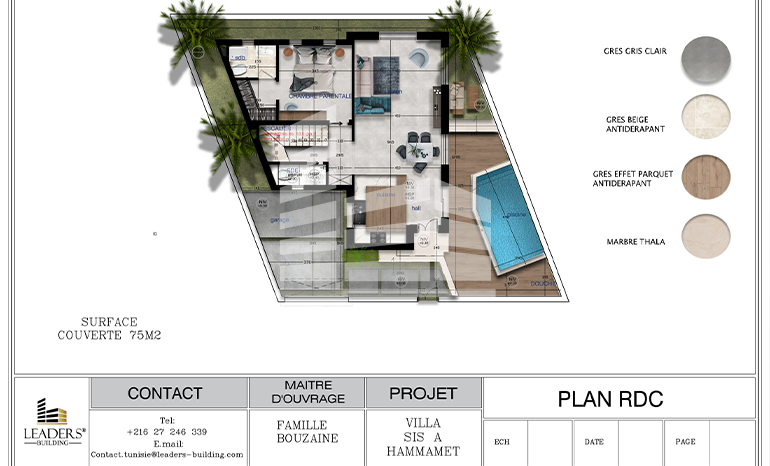 CHAMBRE PARENTALE
hall
piscine
GRES GRIS CLAIR
GRES BEIGE
ANTIDERAPANT
GRES EFFET PARQUET
ANTIDERAPANT
MARBRE THALA
SURFACE
COUVERTE 75M2
LEADERS®
BUILDING
CONTACT
Tel:
+216 27 246 339
E.mail:
Contact.tunisie@leaders-building.com
MAITRE
D'OUVRAGE
FAMILLE
BOUZAINE
PROJET
VILLA
SIS A
HAMMAMET
PLAN RDC
ECH
DATE
PAGE